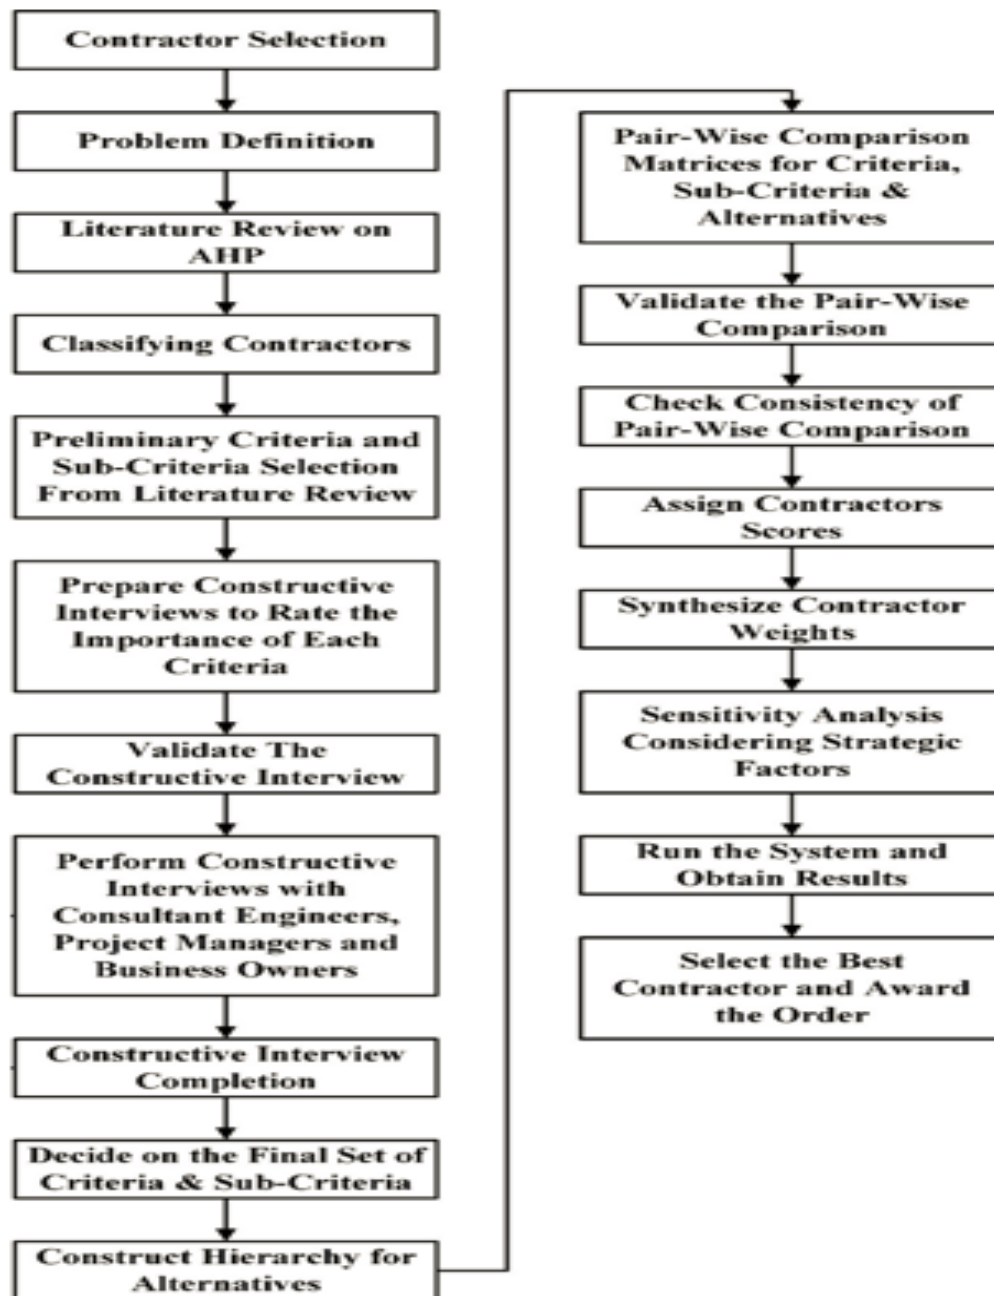 Contractor Selection
Problem Definition
Literature Review on
AHP
Classifying Contractors
Preliminary Criteria and
Sub-Criteria Selection
From Literature Review
Prepare Constructive
Interviews to Rate the
Importance of Each
Criteria
Validate The
Constructive Interview
Perform Constructive
Interviews with
Consultant Engineers,
Project Managers and
Business Owners
Constructive Interview
Completion
Decide on the Final Set of
Criteria & Sub-Criteria
Construct Hierarchy for
Alternatives
Pair-Wise Comparison
Matrices for Criteria,
Sub-Criteria &
Alternatives
Validate the Pair-Wise
Comparison
Check Consistency of
Pair-Wise Comparison
Assign Contractors
Scores
Synthesize Contractor
Weights
Sensitivity Analysis
Considering Strategic
Factors
Run the System and
Obtain Results
Select the Best
Contractor and Award
the Order